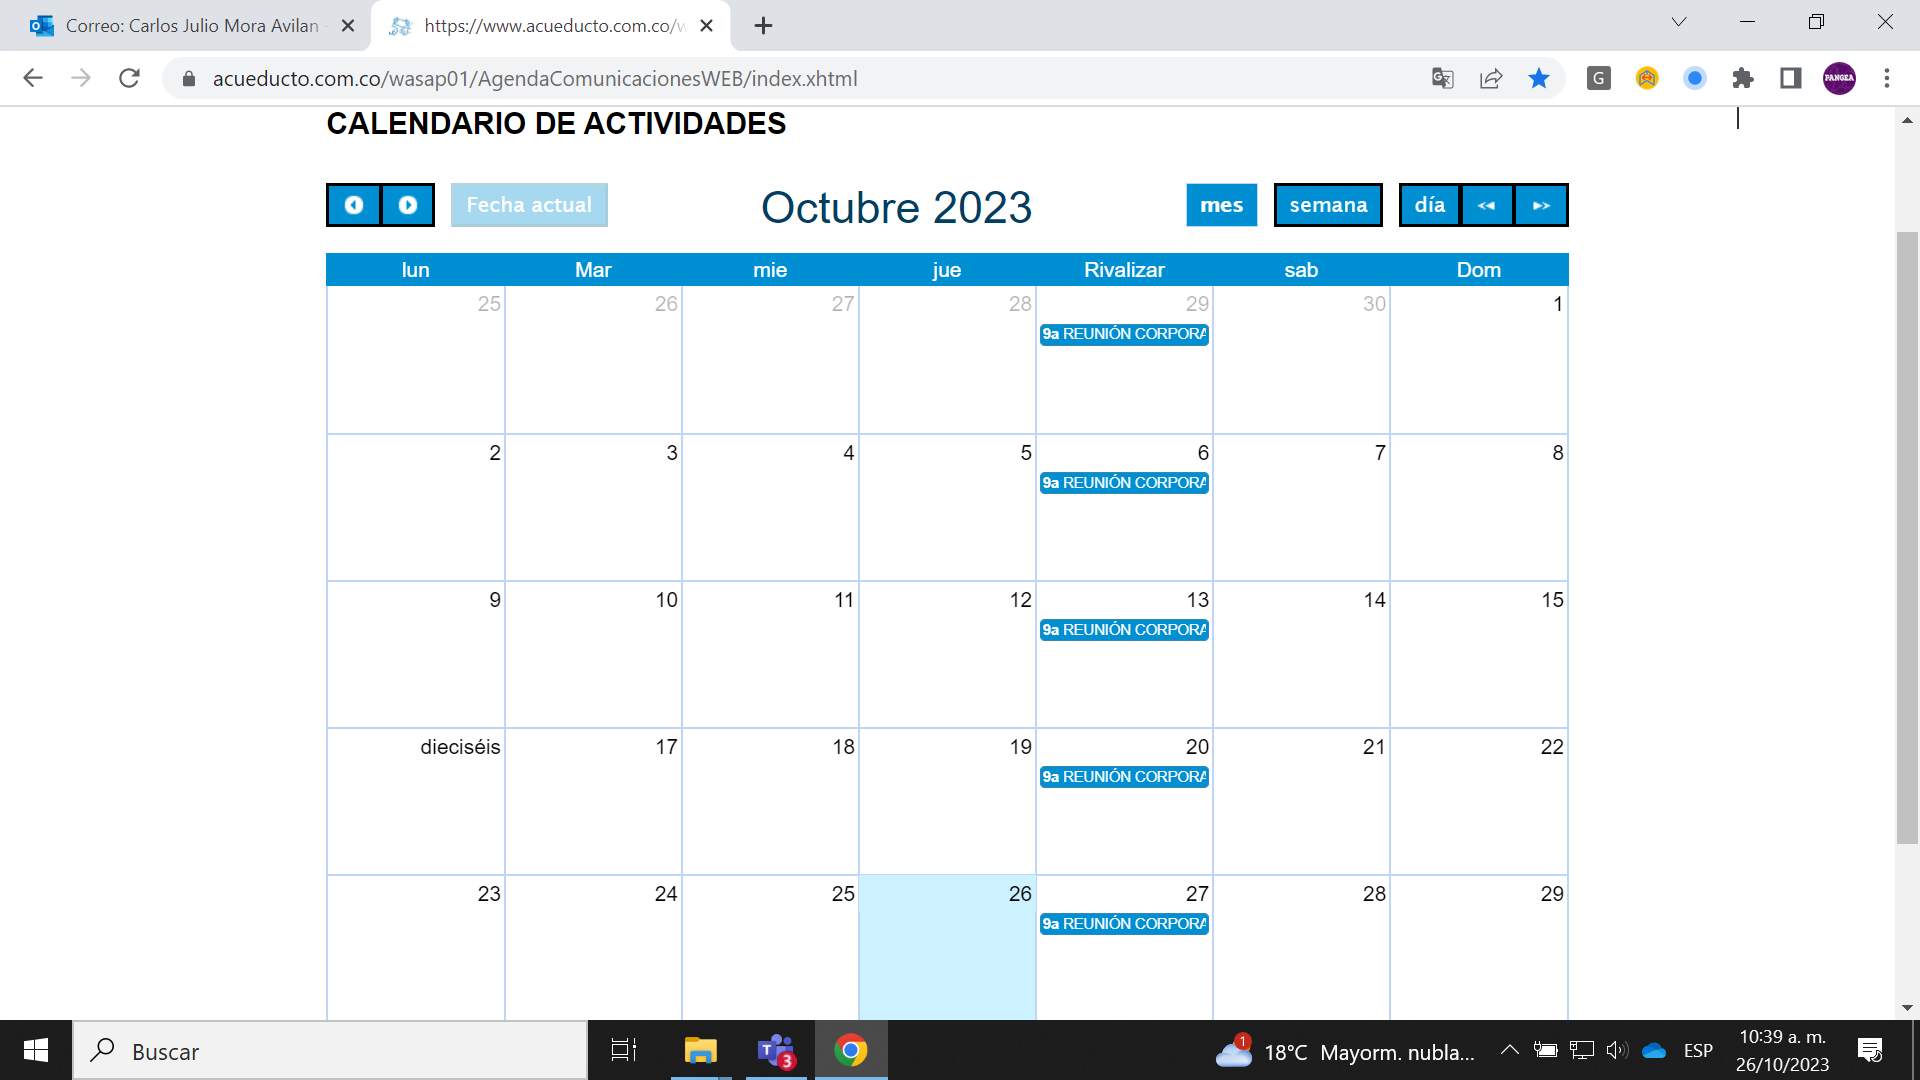 Correo: Carlos Julio Mora Avilan
https://www.acueducto.com.co/w
acueducto.com.co/wasap01/AgendaComunicacionesWEB/index.xhtml
G
PANGEA
CALENDARIO DE ACTIVIDADES
Fecha actual
Octubre 2023
mes
semana
día
lun Mar mie jue Rivalizar sab Dom
25 26 27 28 29 30 1
9a REUNIÓN CORPORA
2 3 4 5 6 7 8
9a REUNIÓN CORPORA
9 10 11 12 13 14 15
9a REUNIÓN CORPORA
dieciséis 17 18 19 20 21 22
9a REUNIÓN CORPORA
23 24 25 26 27 28 29
9a REUNIÓN CORPORA
Buscar
3
1
18°C Mayorm. nubla...
ESP
10:39 a. m.
26/10/2023